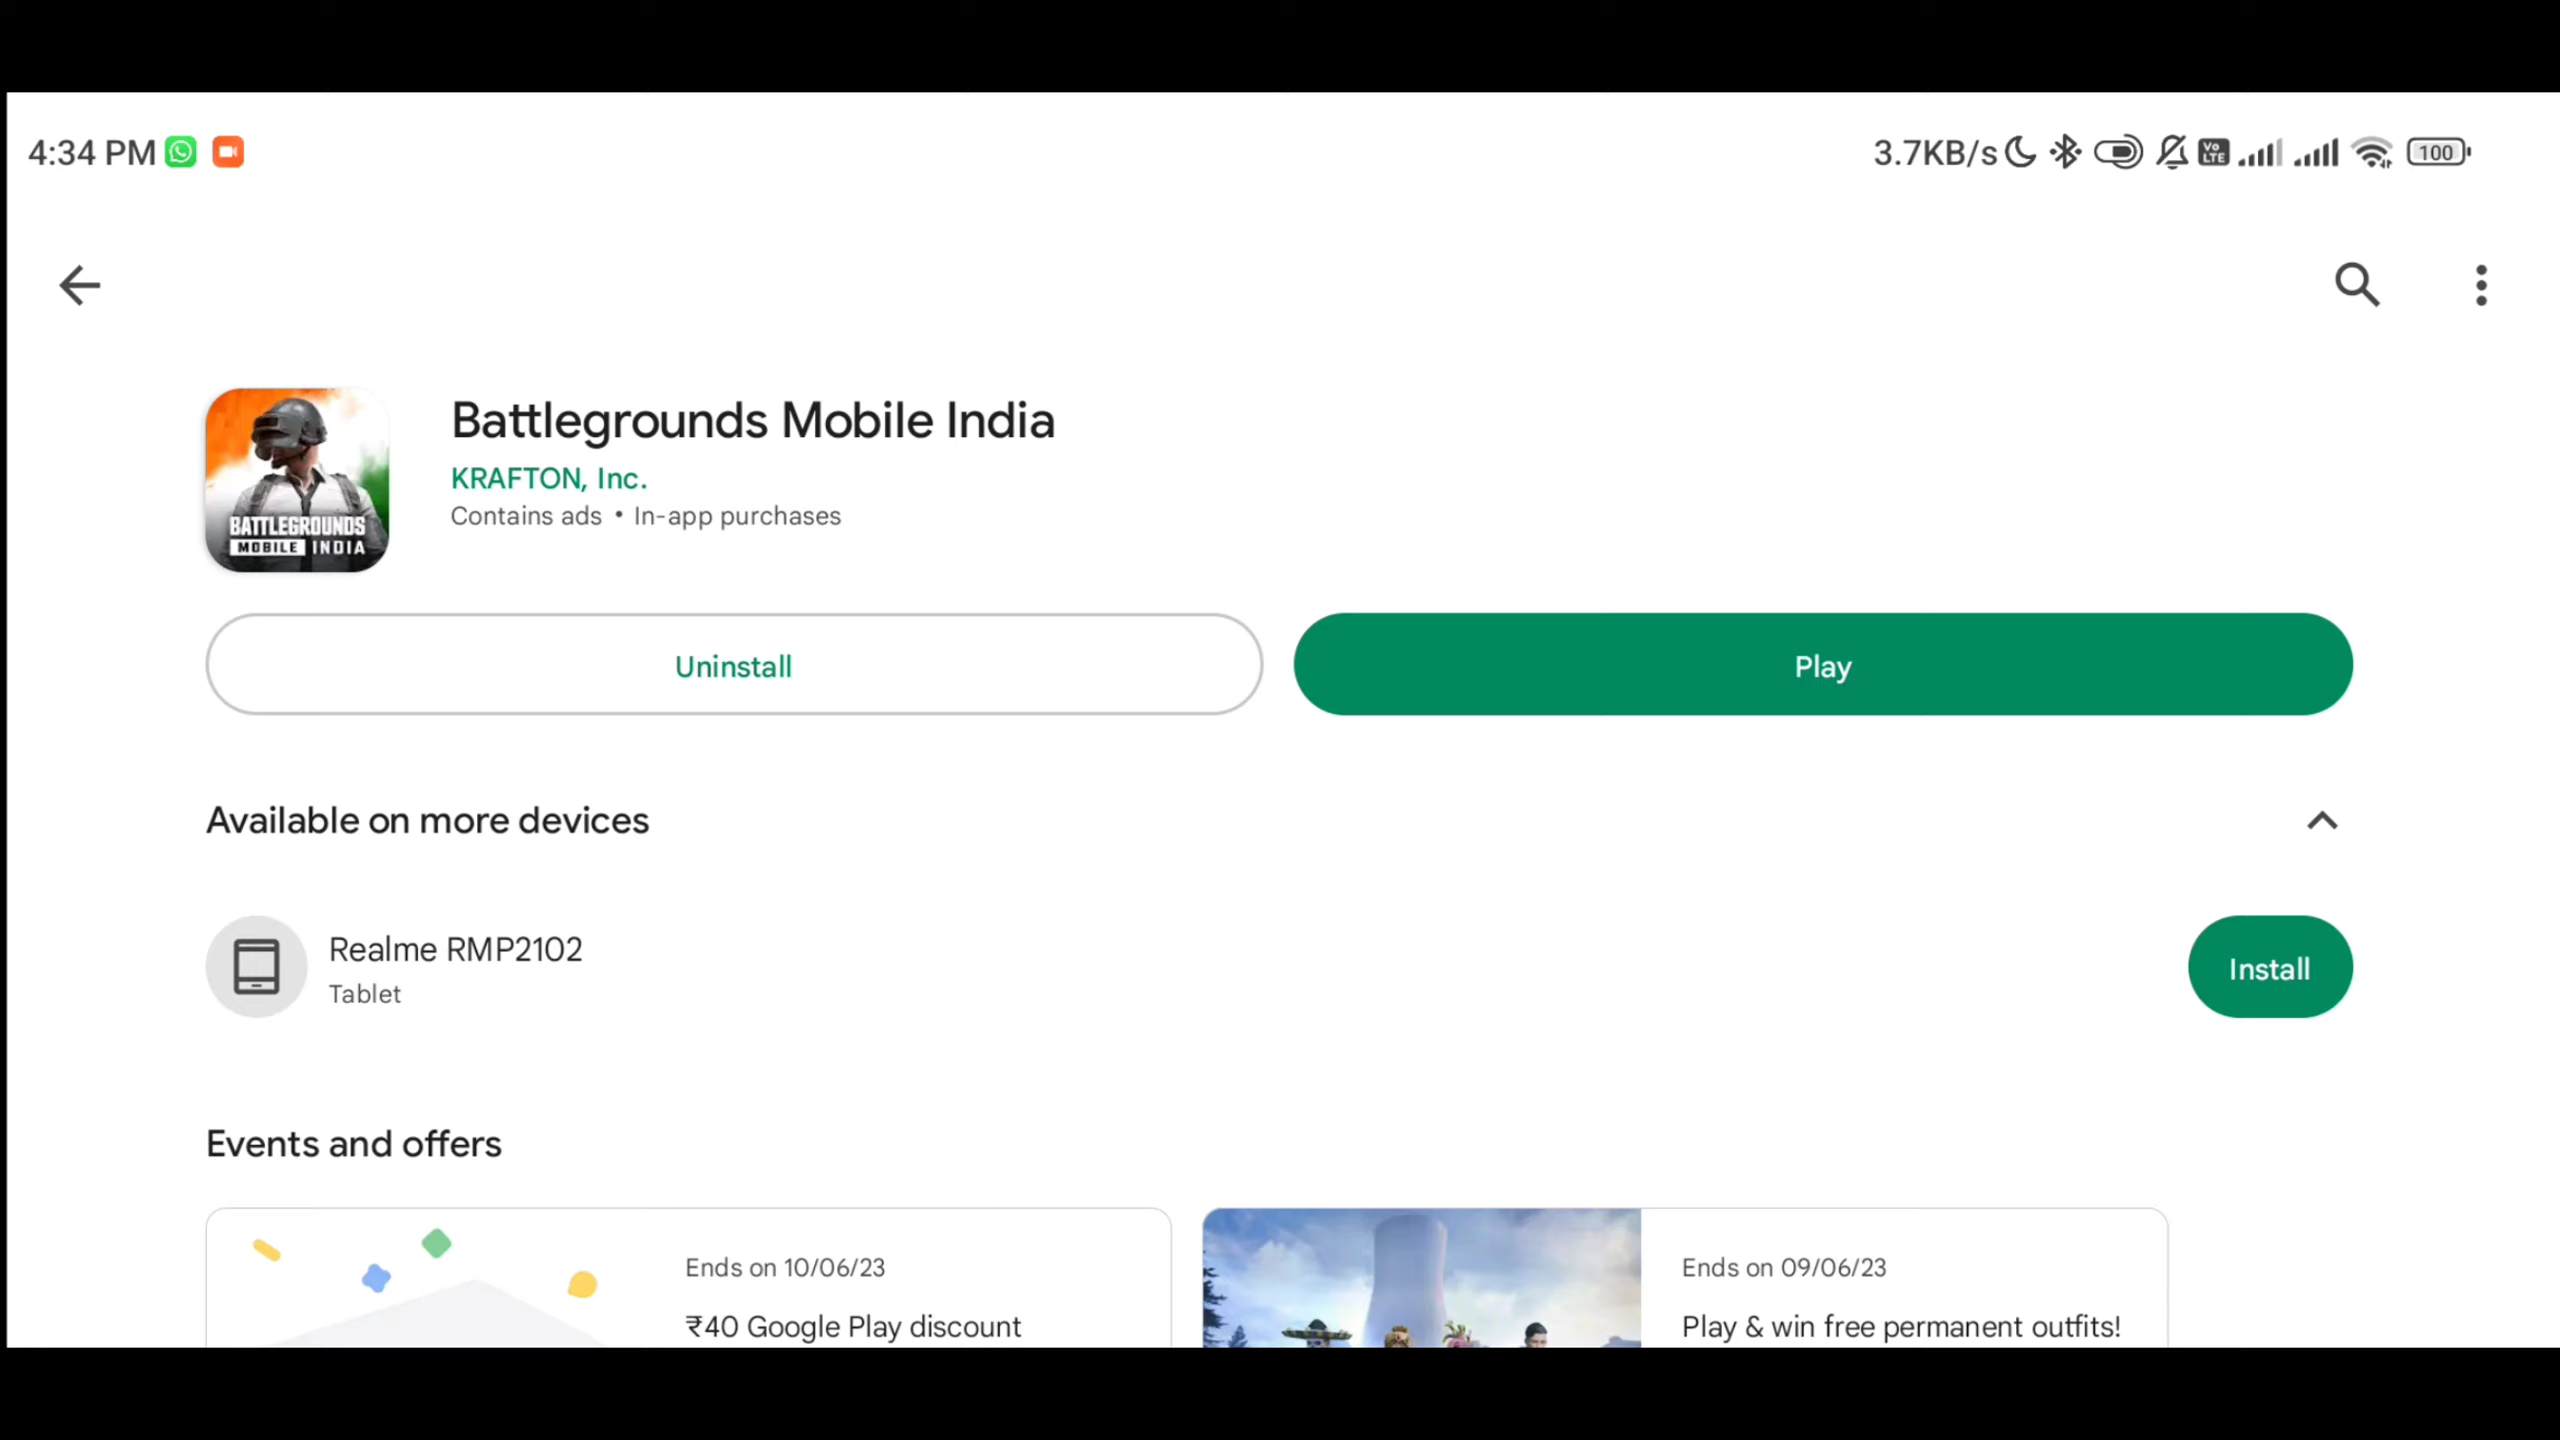 4:34 PM
3.7KB/s
Vo
LTE
100
Battlegrounds Mobile India
KRAFTON, Inc.
Contains ads • In-app purchases
BATTLEGROUNDS
MOBILE INDIA
Uninstall
Play
Available on more devices
Realme RMP2102
Tablet
Install
Events and offers
Ends on 10/06/23
₹40 Google Play discount
Ends on 09/06/23
Play & win free permanent outfits!